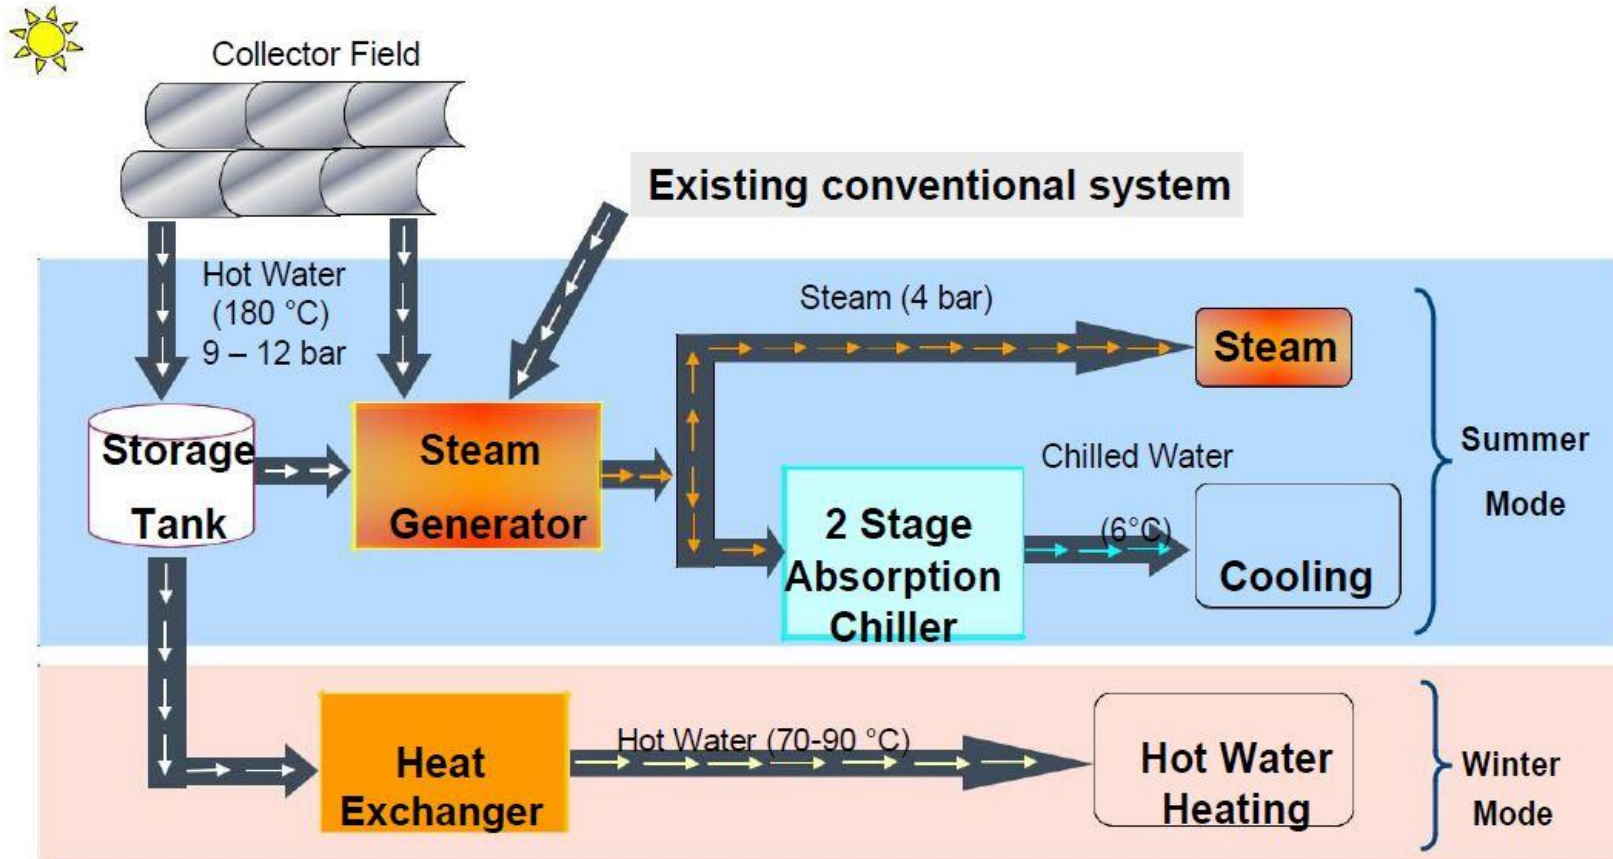 Collector Field
Existing conventional system
Hot Water
(180 °C)
9 – 12 bar
Steam (4 bar)
Steam
Storage
Tank
Steam
Generator
Chilled Water
(6°C)
2 Stage
Absorption
Chiller
Cooling
Summer
Mode
Heat
Exchanger
Hot Water (70-90 °C)
Hot Water
Heating
Winter
Mode